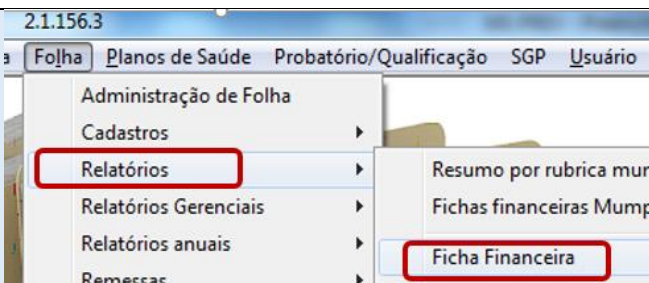 2.1.156.3
Folha Planos de Saúde Probatório/Qualificação SGP Usuário
Administração de Folha
Cadastros
Relatórios
Resumo por rubrica
Relatórios Gerenciais
Fichas financeiras
Relatórios anuais
Ficha Financeira
Remessas